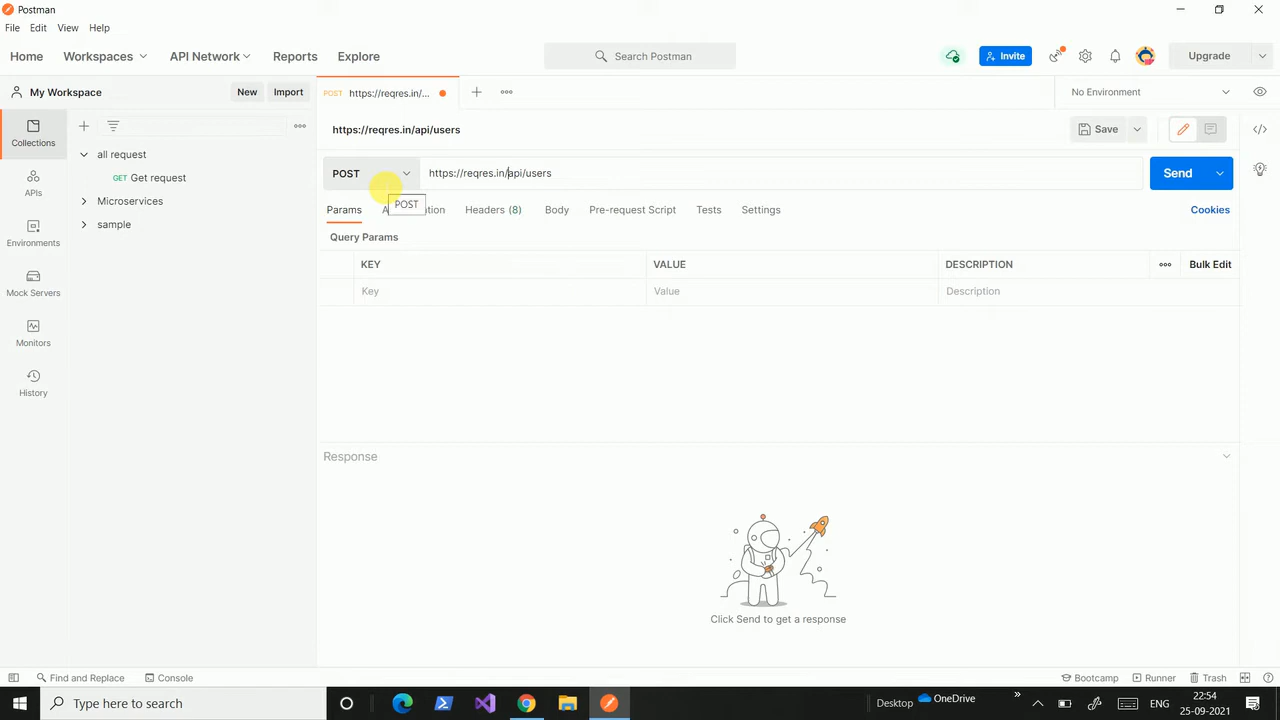 Postman
File Edit View Help
Home Workspaces API Network Reports Explore Search Postman Invite Upgrade
My Workspace New Import POST https://reqres.in/... No Environment
Collections
APIs
Environments
Mock Servers
Monitors
History
all request
GET Get request
Microservices
sample
https://reqres.in/api/users Save
POST https://reqres.in/api/users Send
POST
Params Headers (8) Body Pre-request Script Tests Settings Cookies
Query Params
KEY VALUE DESCRIPTION Bulk Edit
Key Value Description
Response
Click Send to get a response
Find and Replace Console Bootcamp Runner Trash
Type here to search Desktop OneDrive ENG 22:54
25-09-2021